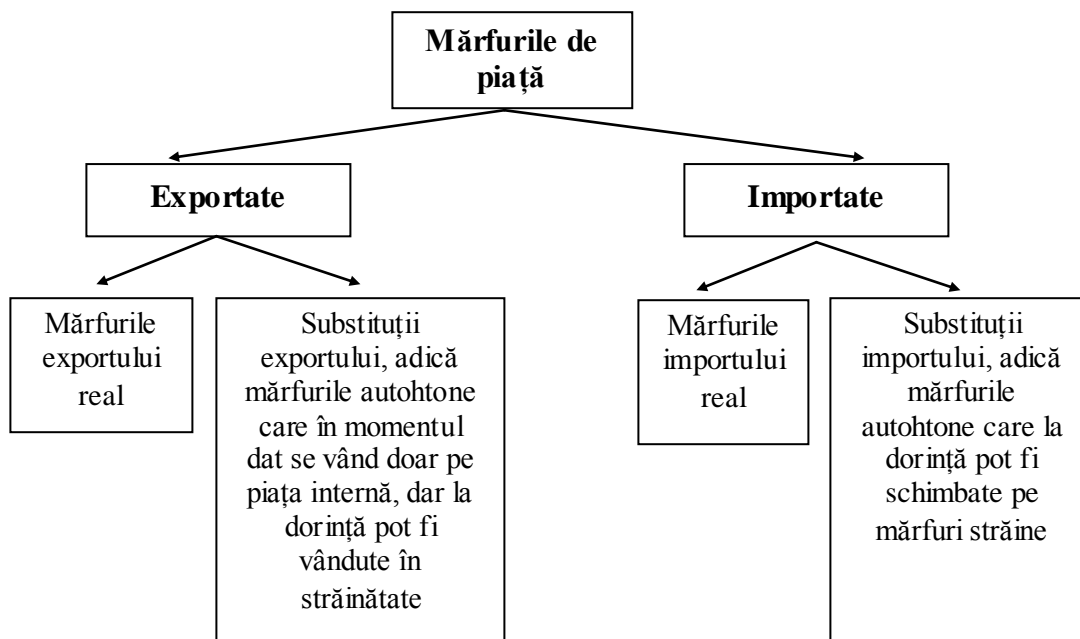 Mărfurile de
piață
Exportate
Importate
Mărfurile
exportului
real
Substituții
exportului, adică
mărfurile autohtone
care în momentul
dat se vând doar pe
piața internă, dar la
dorință pot fi
vândute în
străinătate
Mărfurile
importului
real
Substituții
importului, adică
mărfurile
autohtone care la
dorință pot fi
schimbate pe
mărfuri străine